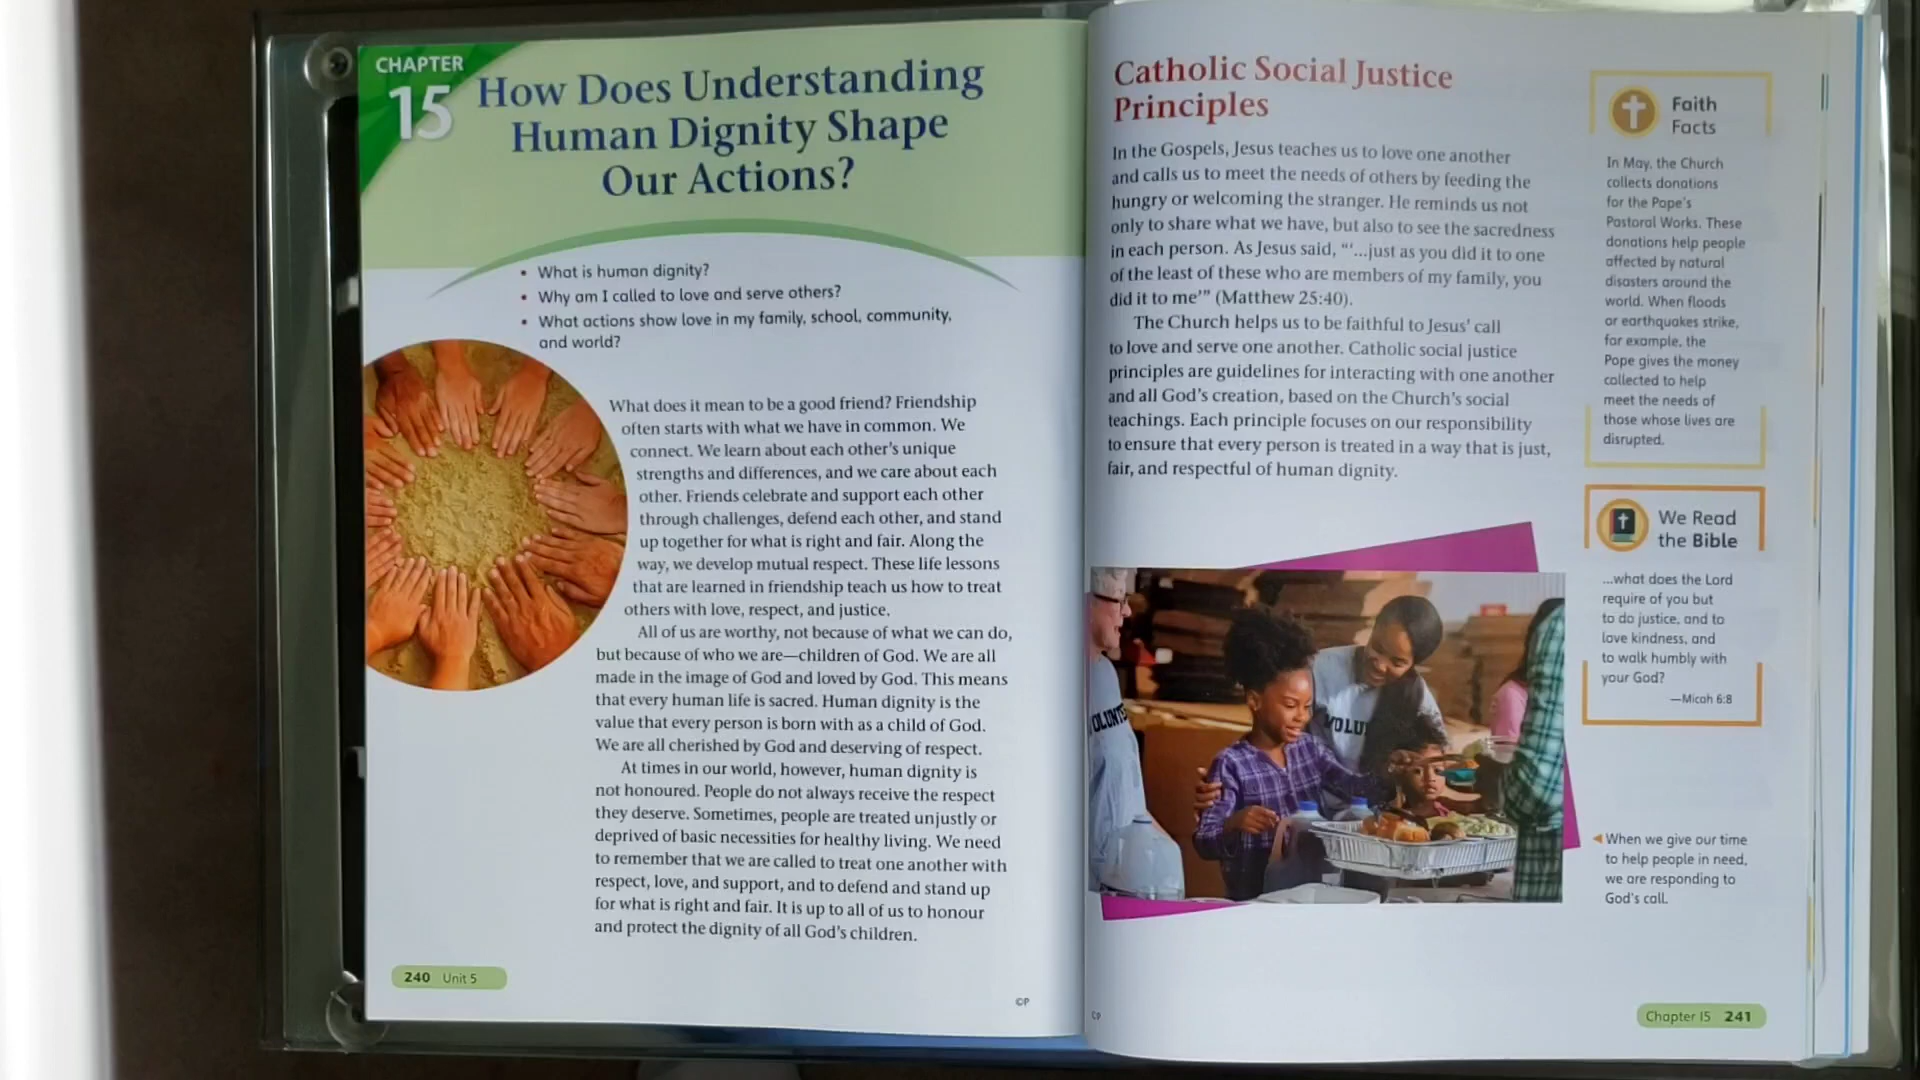 CHAPTER
15
How Does Understanding
Human Dignity Shape
Our Actions?
• What is human dignity?
• Why am I called to love and serve others?
• What actions show love in my family, school, community,
and world?
What does it mean to be a good friend? Friendship
often starts with what we have in common. We
connect. We learn about each other's unique
strengths and differences, and we care about each
other. Friends celebrate and support each other
through challenges, defend each other, and stand
up together for what is right and fair. Along the
way, we develop mutual respect. These life lessons
that are learned in friendship teach us how to treat
others with love, respect, and justice.
All of us are worthy, not because of what we can do,
but because of who we are—children of God. We are all
made in the image of God and loved by God. This means
that every human life is sacred. Human dignity is the
value that every person is born with as a child of God.
We are all cherished by God and deserving of respect.
At times in our world, however, human dignity is
not honoured. People do not always receive the respect
they deserve. Sometimes, people are treated unjustly or
deprived of basic necessities for healthy living. We need
to remember that we are called to treat one another with
respect, love, and support, and to defend and stand up
for what is right and fair. It is up to all of us to honour
and protect the dignity of all God's children.
240 Unit 5
©P
Catholic Social Justice
Principles
In the Gospels, Jesus teaches us to love one another
and calls us to meet the needs of others by feeding the
hungry or welcoming the stranger. He reminds us not
only to share what we have, but also to see the sacredness
in each person. As Jesus said, "'...just as you did it to one
of the least of these who are members of my family, you
did it to me'" (Matthew 25:40).
The Church helps us to be faithful to Jesus' call
to love and serve one another. Catholic social justice
principles are guidelines for interacting with one another
and all God's creation, based on the Church's social
teachings. Each principle focuses on our responsibility
to ensure that every person is treated in a way that is just,
fair, and respectful of human dignity.
OLUNTE
VOLU
Faith
Facts
In May, the Church
collects donations
for the Pope's
Pastoral Works. These
donations help people
affected by natural
disasters around the
world. When floods
or earthquakes strike,
for example, the
Pope gives the money
collected to help
meet the needs of
those whose lives are
disrupted.
We Read
the Bible
...what does the Lord
require of you but
to do justice, and to
love kindness, and
to walk humbly with
your God?
—Micah 6:8
When we give our time
to help people in need,
we are responding to
God's call.
Chapter 15 241